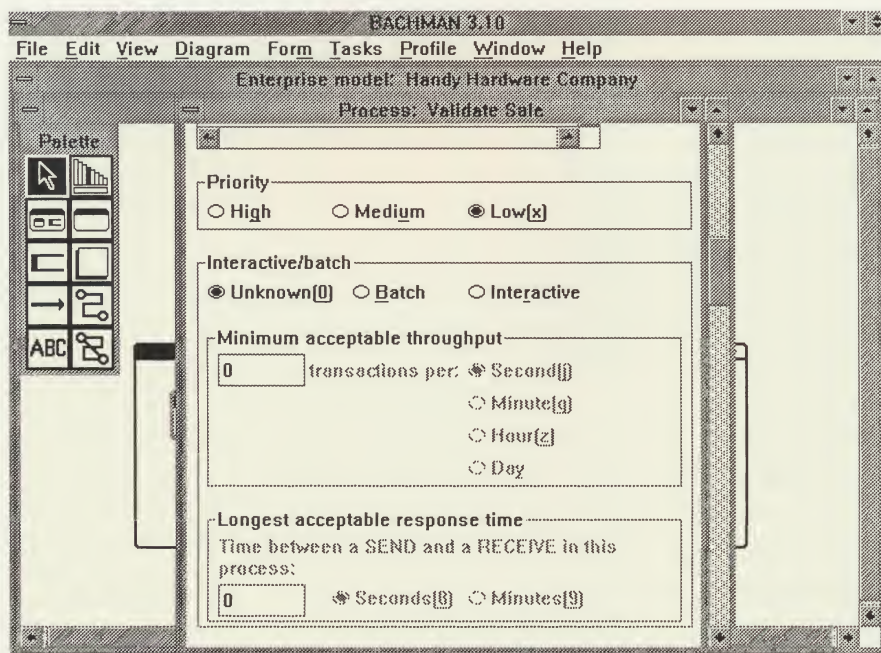 BACHMAN 3.10
File Edit View Diagram Form Tasks Profile Window Help
Enterprise model: Handy Hardware Company
Process: Validate Sale
Palette
ABC
Priority
High Medium Low(x)
Interactive/batch
Unknown(0) Batch Interactive
Minimum acceptable throughput
0 transactions per: Second(j)
Minute(q)
Hour(z)
Day
Longest acceptable response time
Time between a SEND and a RECEIVE in this
process:
0 Seconds(8) Minutes(9)